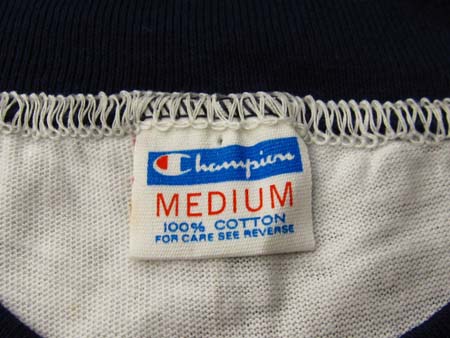 Champion
MEDIUM
100% COTTON
FOR CARE SEE REVERSE